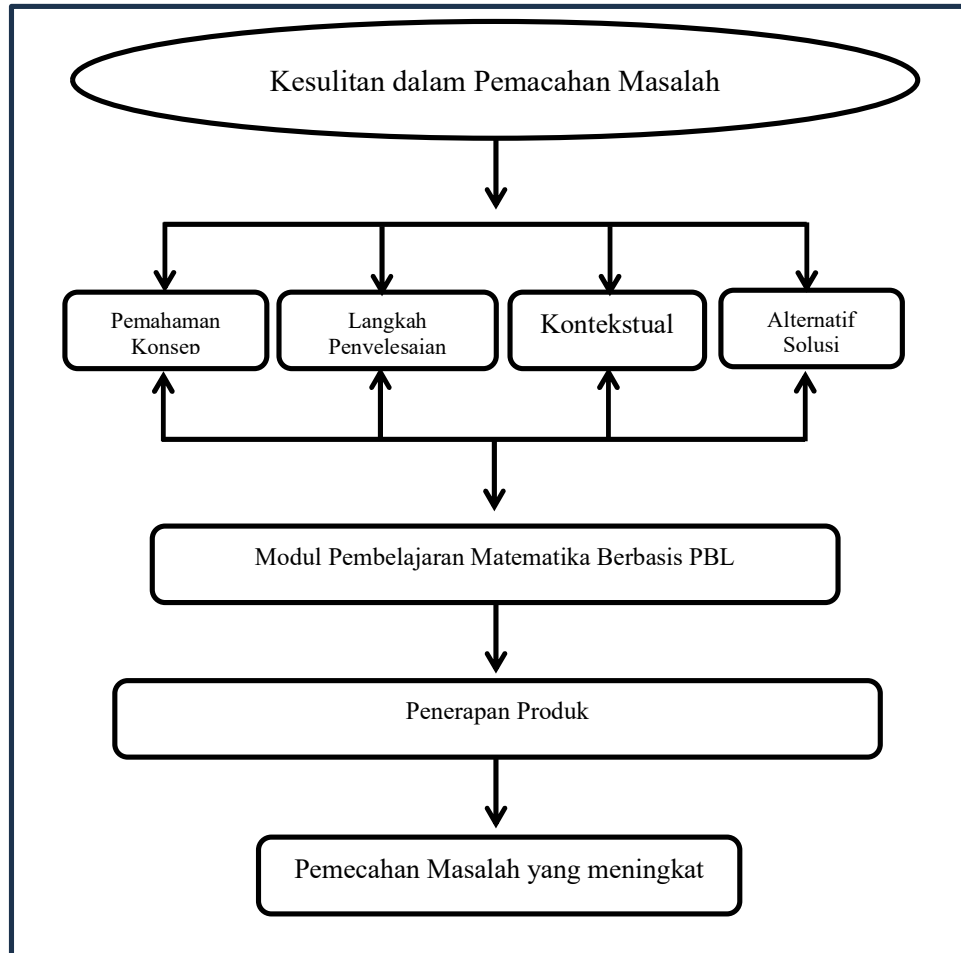 Kesulitan dalam Pemacahan Masalah
Pemahaman
Konsep
Langkah
Penyelesaian
Kontekstual
Alternatif
Solusi
Modul Pembelajaran Matematika Berbasis PBL
Penerapan Produk
Pemecahan Masalah yang meningkat